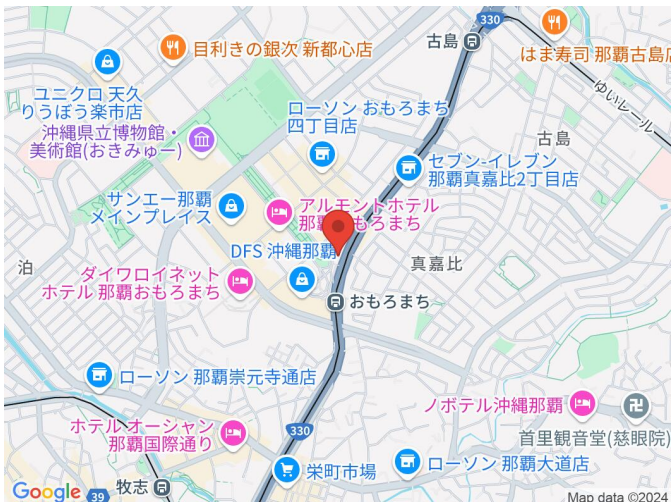 330
古島
目利きの銀次 新都心店
はま寿司 那覇古島店
ユニクロ 天久
りうぼう楽市店
ゆいレール
沖縄県立博物館・
美術館(おきみゅー)
ローソン おもろまち
四丁目店
古島
セブン-イレブン
那覇真嘉比2丁目店
サンエー那覇
メインプレイス
アルモントホテル
那覇おもろまち
DFS 沖縄那覇
泊
真嘉比
ダイワロイネット
ホテル 那覇おもろまち
おもろまち
ローソン 那覇崇元寺通店
ノボテル沖縄那覇
ホテル オーシャン
那覇国際通り
330
首里観音堂(慈眼院)
栄町市場
ローソン 那覇大道店
牧志
39
Google
Map data ©2024